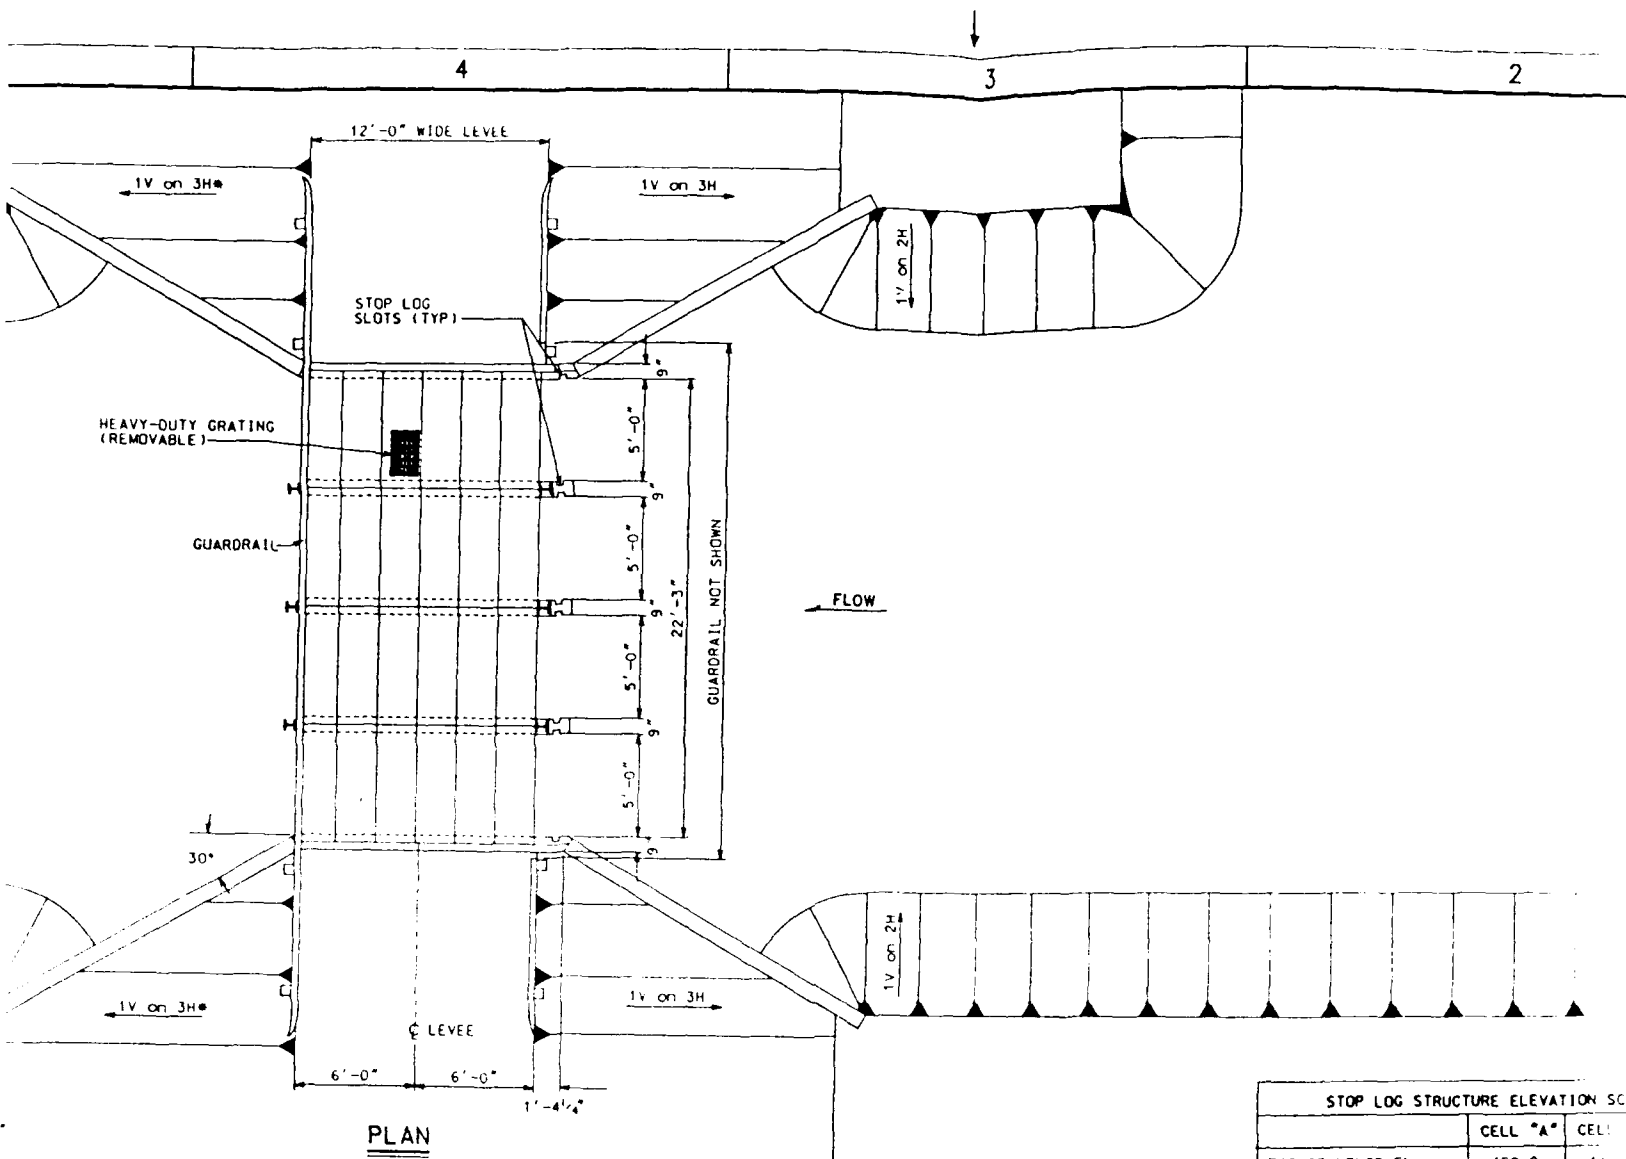 4
3
2
12'-0" WIDE LEVEE
1V on 3H*
1V on 3H
1V on 2H
STOP LOG
SLOTS (TYP)
9"
5'-0"
HEAVY-DUTY GRATING
(REMOVABLE)
9"
GUARDRAIL
5'-0"
GUARDRAIL NOT SHOWN
22'-3"
9"
FLOW
5'-0"
9"
5'-0"
9"
30°
1V on 2H
1V on 3H*
1V on 3H
℄ LEVEE
6'-0"
6'-0"
1'-4¼"
PLAN
STOP LOG STRUCTURE ELEVATION SC
CELL "A"